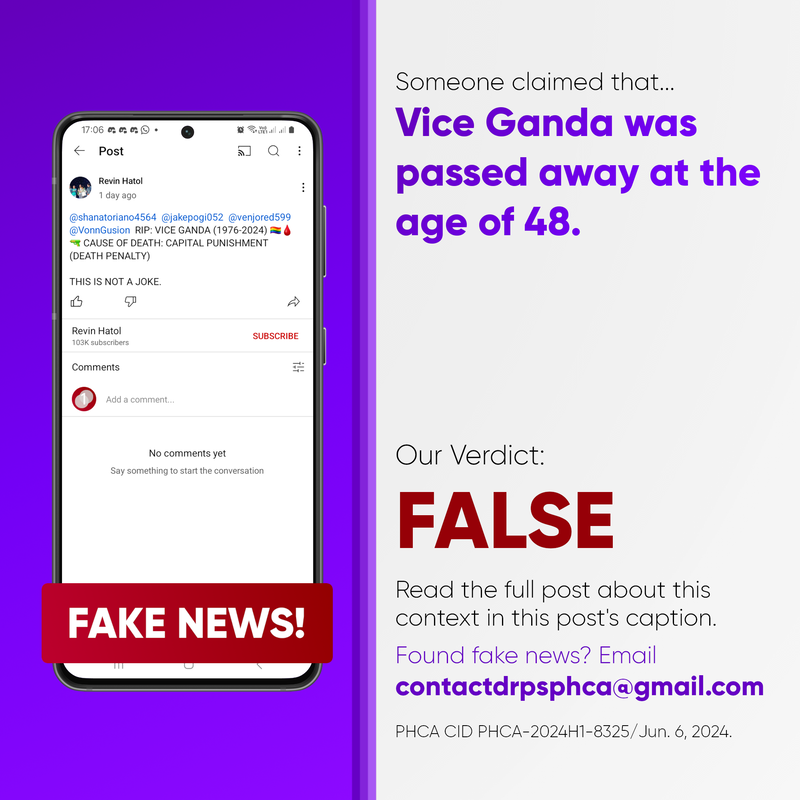 17:06
VoD LTE1
Post
Revin Hatol
1 day ago
@shanatoriano4564 @jakepogi052 @venjored599
@VonnGusion RIP: VICE GANDA (1976-2024) 🏳️‍🌈🩸
🔫 CAUSE OF DEATH: CAPITAL PUNISHMENT
(DEATH PENALTY)
THIS IS NOT A JOKE.
Revin Hatol
103K subscribers
SUBSCRIBE
Comments
Add a comment...
No comments yet
Say something to start the conversation
FAKE NEWS!
Someone claimed that...
Vice Ganda was
passed away at the
age of 48.
Our Verdict:
FALSE
Read the full post about this
context in this post's caption.
Found fake news? Email
contactdrpsphca@gmail.com
PHCA CID PHCA-2024H1-8325/Jun. 6, 2024.